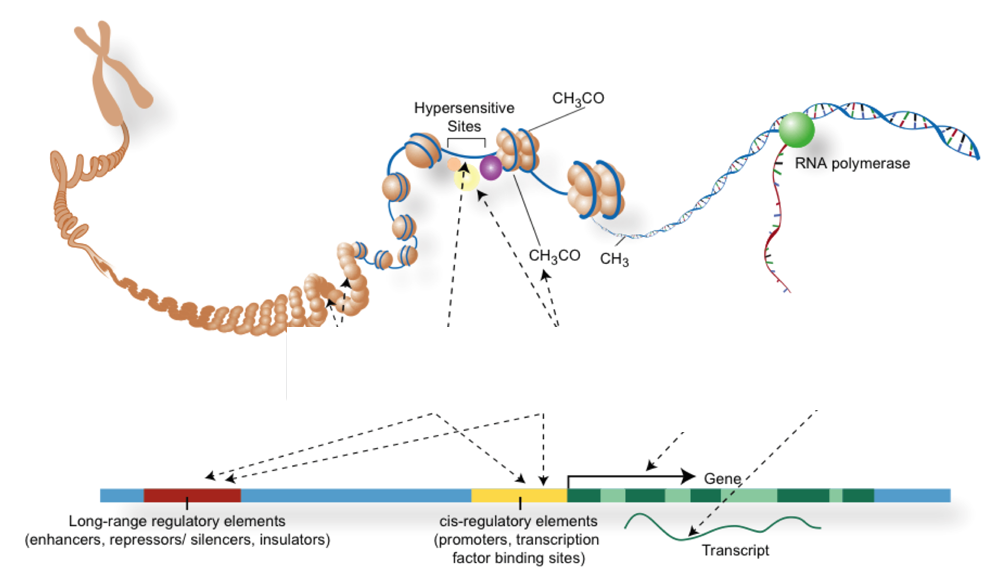 CH3CO
Hypersensitive
Sites
RNA polymerase
CH3CO
CH3
Gene
Long-range regulatory elements
(enhancers, repressors/ silencers, insulators)
cis-regulatory elements
(promoters, transcription
factor binding sites)
Transcript